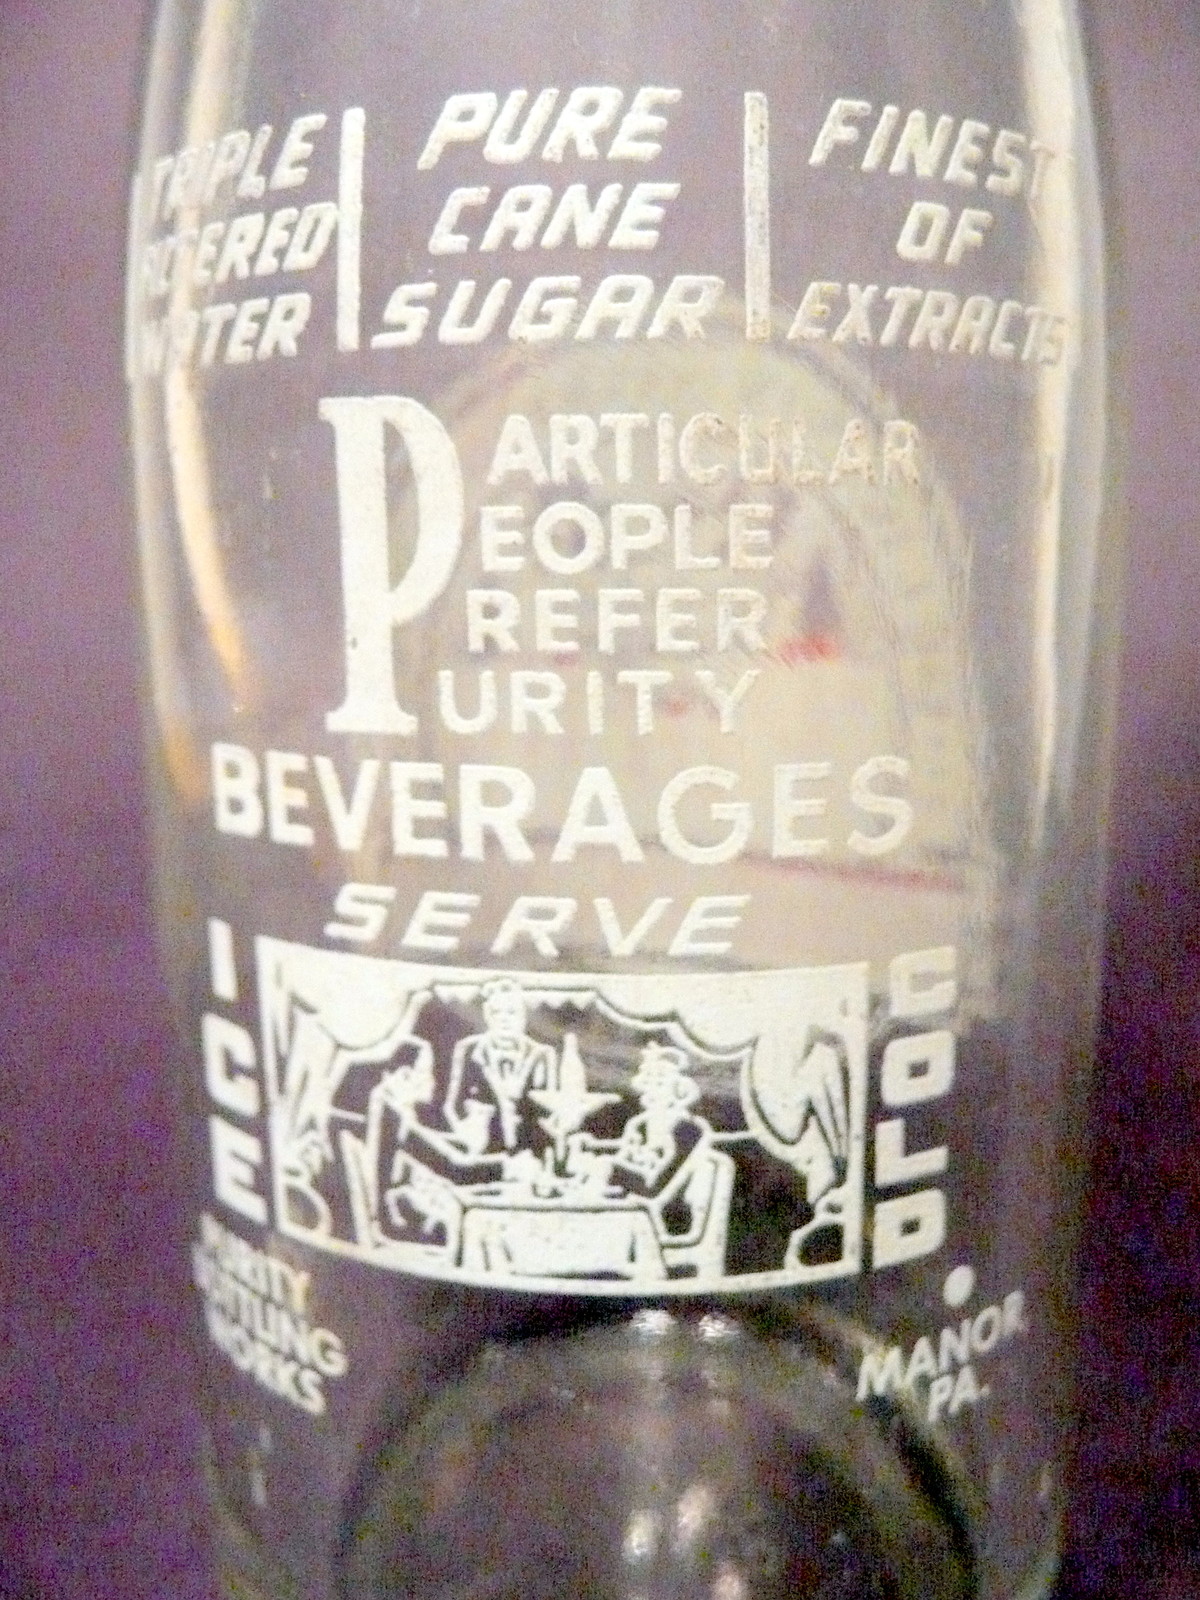 TRIPLE
FILTERED
WATER
PURE
CANE
SUGAR
FINEST
OF
EXTRACTS
PARTICULAR
PEOPLE
PREFER
PURITY
BEVERAGES
SERVE
ICE
COLD
PURITY
BOTTLING
WORKS
MANOR
PA.